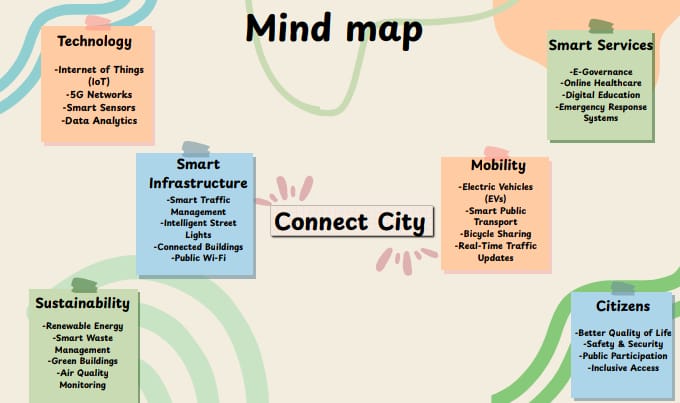 Mind map
Technology
-Internet of Things
(IoT)
-5G Networks
-Smart Sensors
-Data Analytics
Smart Services
-E-Governance
-Online Healthcare
-Digital Education
-Emergency Response
Systems
Smart
Infrastructure
-Smart Traffic
Management
-Intelligent Street
Lights
-Connected Buildings
-Public Wi-Fi
Connect City
Mobility
-Electric Vehicles
(EVs)
-Smart Public
Transport
-Bicycle Sharing
-Real-Time Traffic
Updates
Sustainability
-Renewable Energy
-Smart Waste
Management
-Green Buildings
-Air Quality
Monitoring
Citizens
-Better Quality of Life
-Safety & Security
-Public Participation
-Inclusive Access